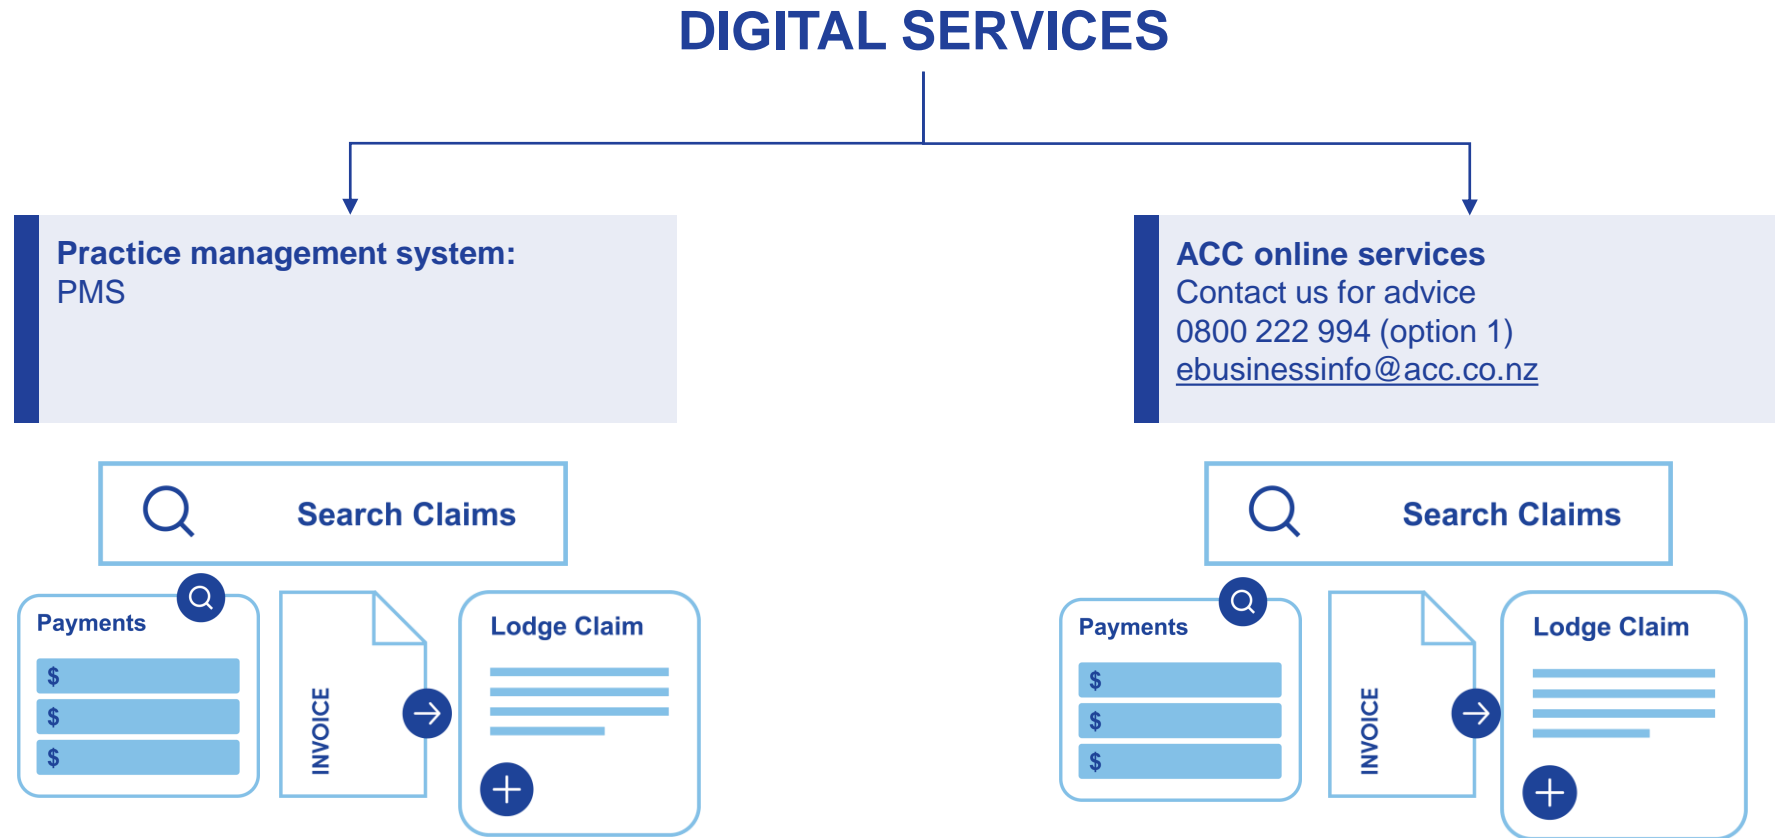 DIGITAL SERVICES
Practice management system:
PMS
ACC online services
Contact us for advice
0800 222 994 (option 1)
ebusinessinfo@acc.co.nz
Search Claims
Payments
$
$
$
INVOICE
Lodge Claim
Search Claims
Payments
$
$
$
INVOICE
Lodge Claim